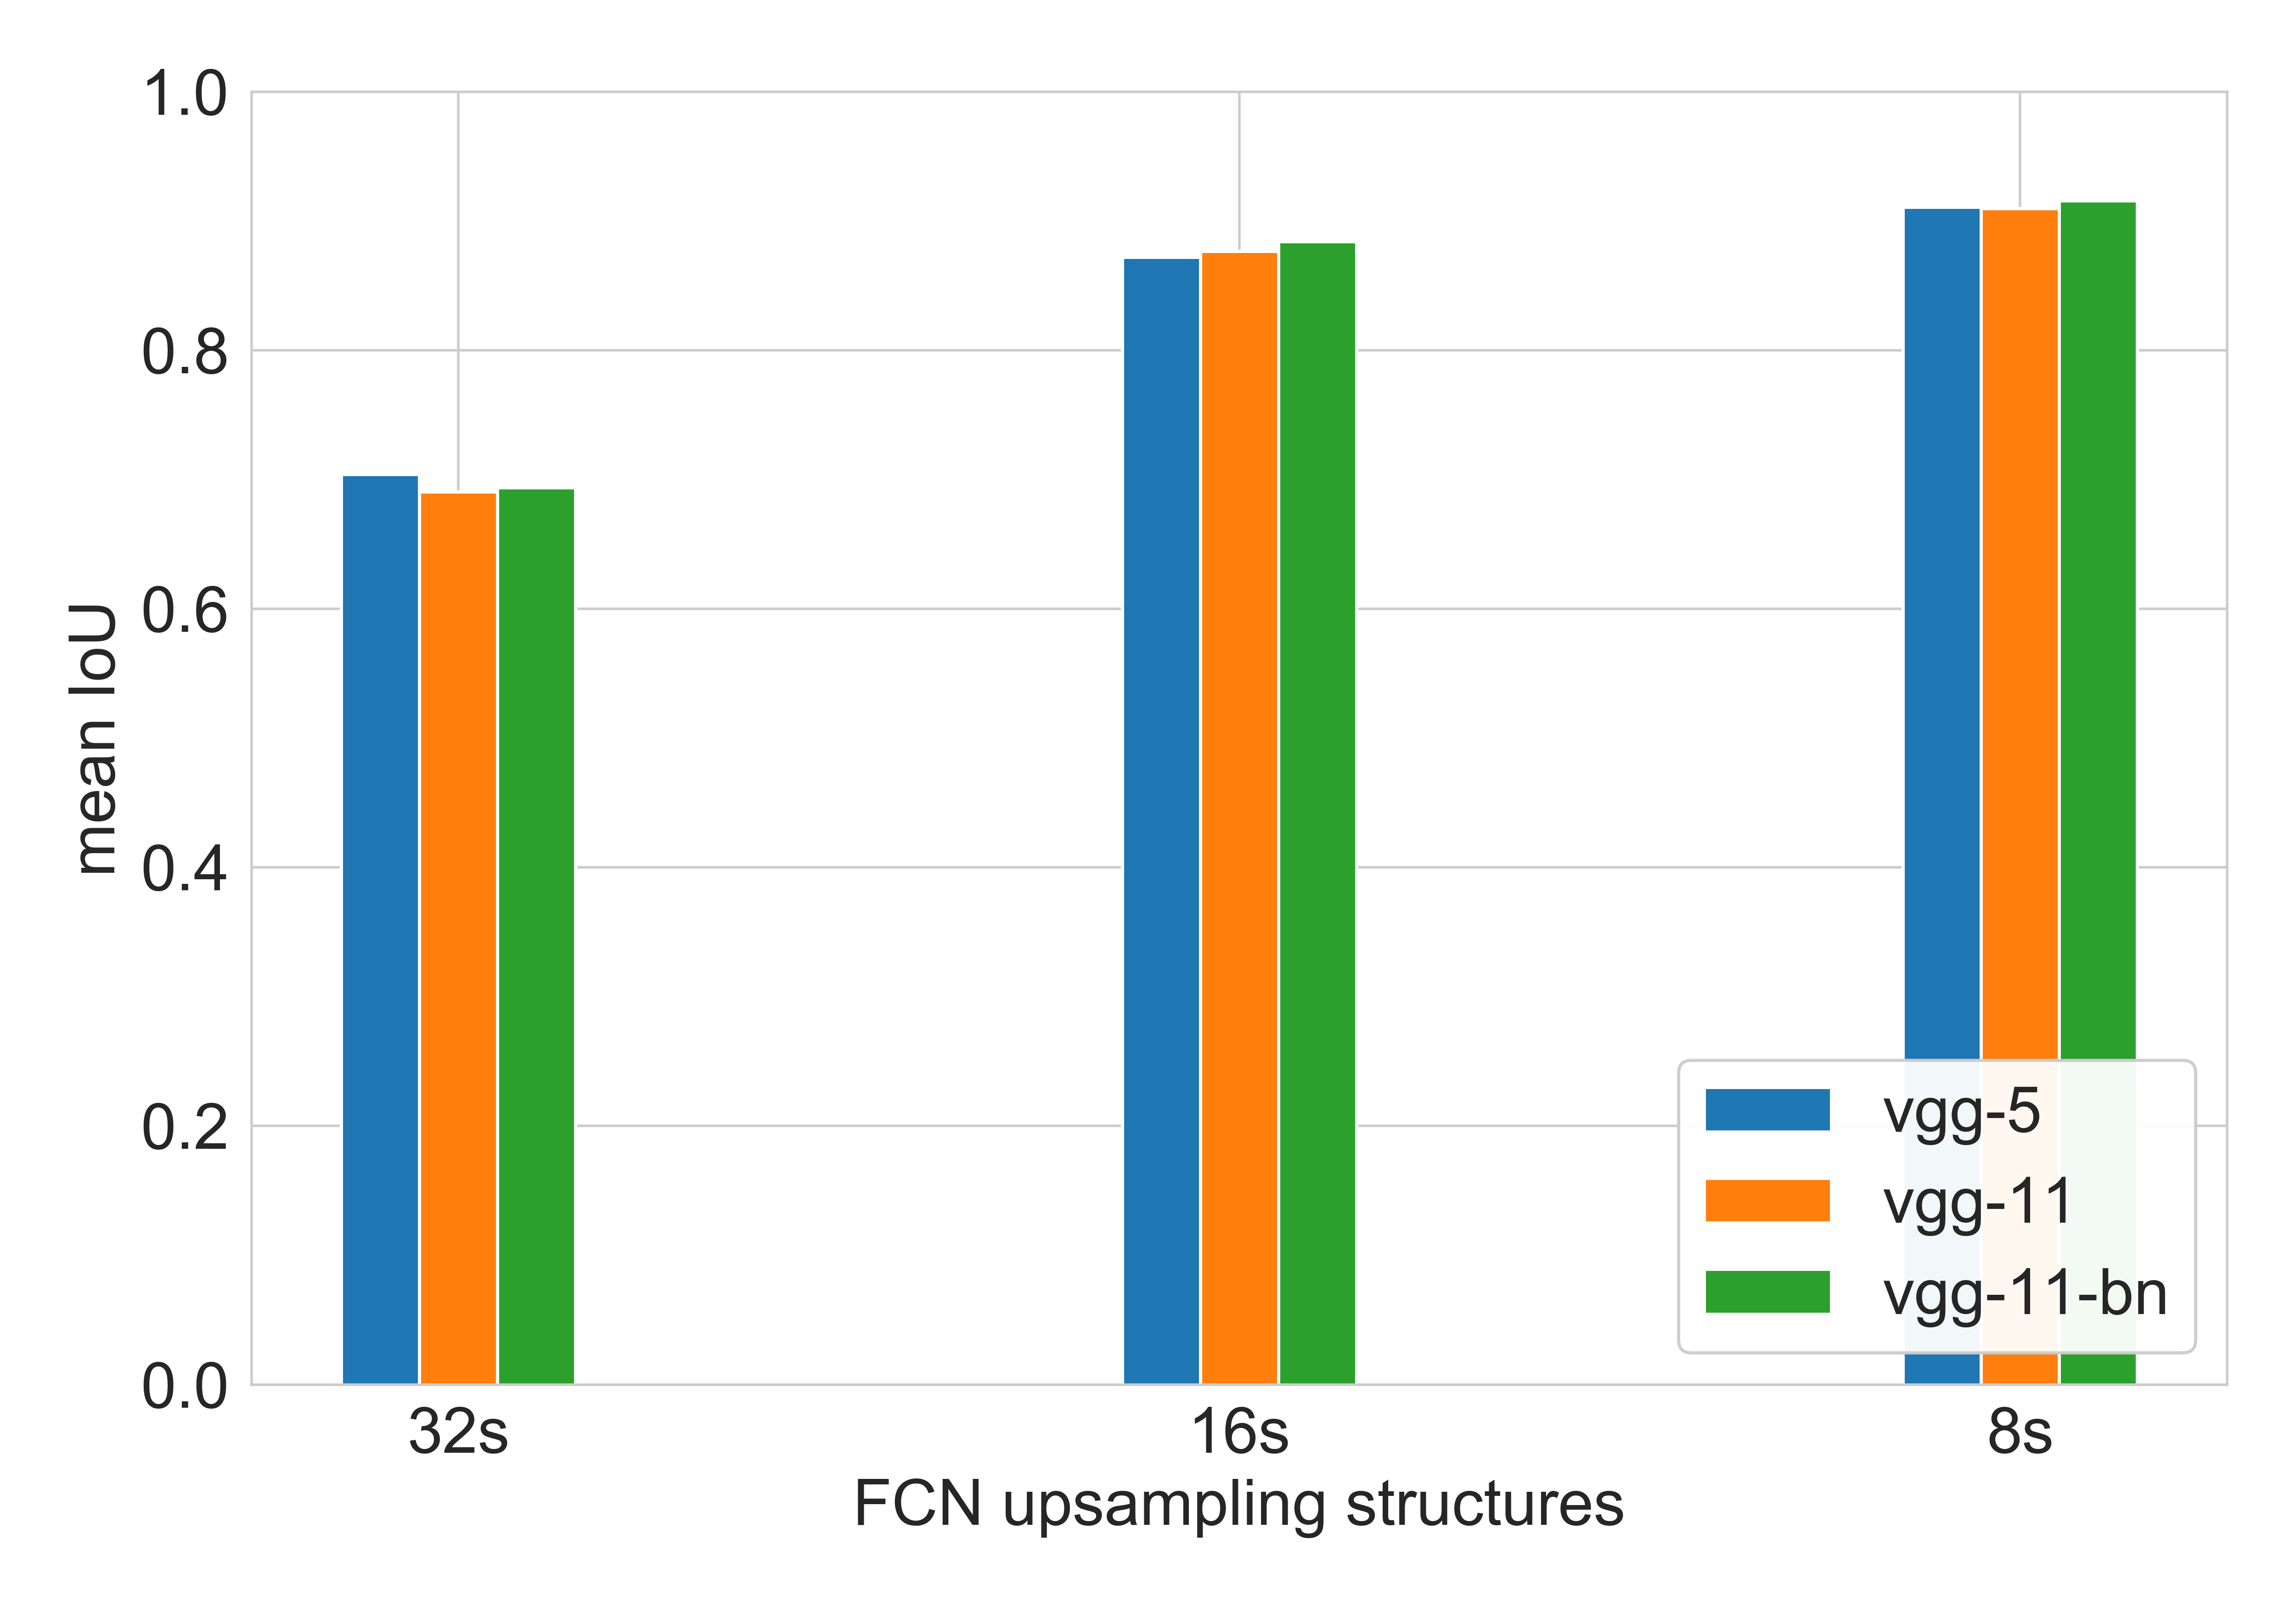 1.0
0.8
0.6
0.4
0.2
0.0
mean IoU
32s
16s
8s
FCN upsampling structures
vgg-5
vgg-11
vgg-11-bn